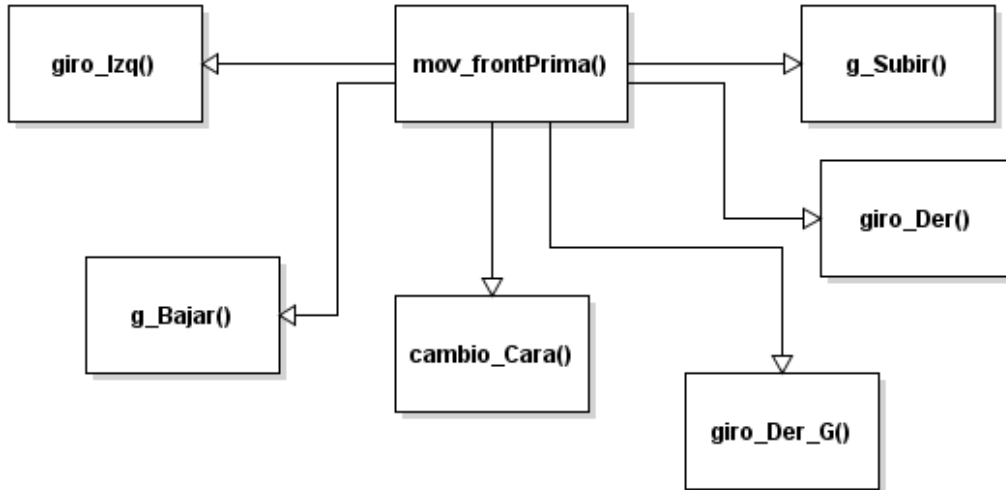 giro_Izq()
mov_frontPrima()
g_Subir()
giro_Der()
g_Bajar()
cambio_Cara()
giro_Der_G()